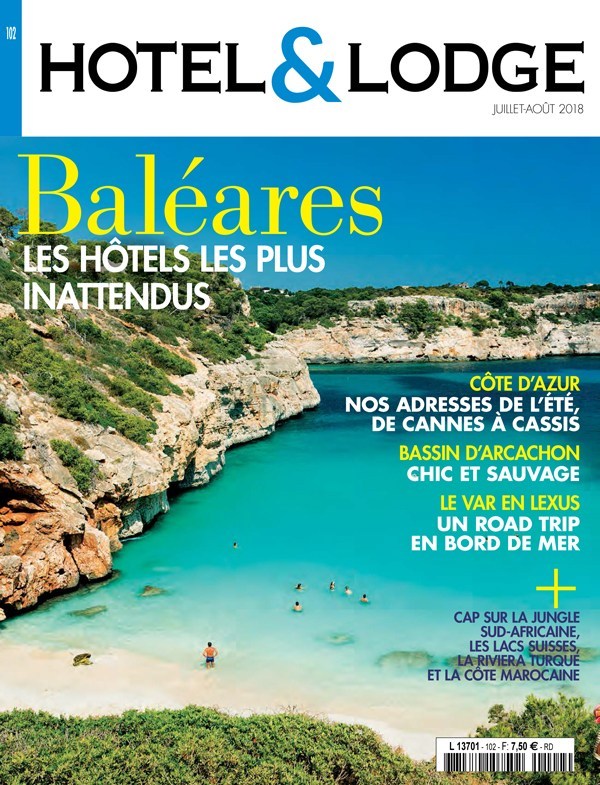 102
HOTEL & LODGE
JUILLET-AOÛT 2018
Baléares
LES HÔTELS LES PLUS
INATTENDUS
CÔTE D'AZUR
NOS ADRESSES DE L'ÉTÉ,
DE CANNES À CASSIS
BASSIN D'ARCACHON
CHIC ET SAUVAGE
LE VAR EN LEXUS
UN ROAD TRIP
EN BORD DE MER
+
CAP SUR LA JUNGLE
SUD-AFRICAINE,
LES LACS SUISSES,
LA RIVIERA TURQUE
ET LA CÔTE MAROCAINE
L 13701 - 102 - F: 7,50 € - RD